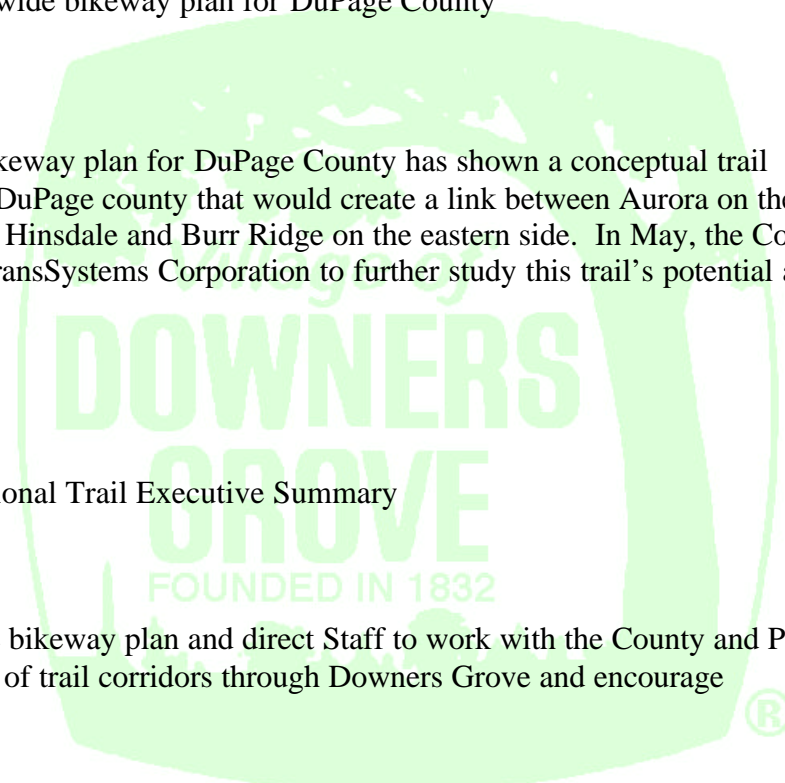 wide bikeway plan for DuPage County
keway plan for DuPage County has shown a conceptual trail
DuPage county that would create a link between Aurora on the
Hinsdale and Burr Ridge on the eastern side. In May, the Co
ransSystems Corporation to further study this trail's potential a
Village of
DOWNERS
GROVE
ional Trail Executive Summary
FOUNDED IN 1832
bikeway plan and direct Staff to work with the County and P
of trail corridors through Downers Grove and encourage
®